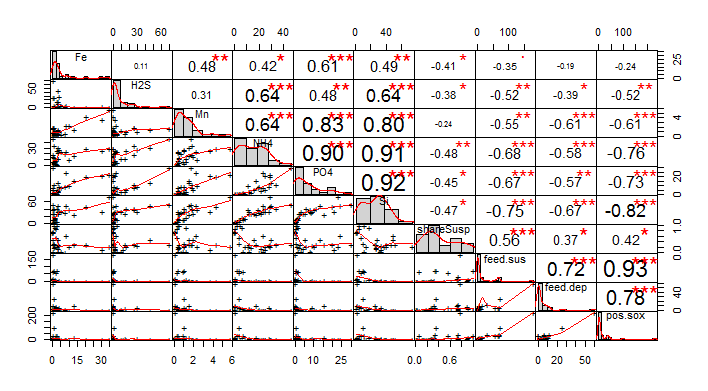 0 30 60 0 20 40 0 40 0 100 0 100
Fe 0.11 0.48 ** 0.42 * 0.61 *** 0.49 ** -0.41 * -0.35 . -0.19 -0.24 0 25
0 50 H2S 0.31 0.64 *** 0.48 ** 0.64 *** -0.38 * -0.52 ** -0.39 * -0.52 **
Mn 0.64 *** 0.83 *** 0.80 *** -0.24 -0.55 ** -0.61 *** -0.61 *** 0 4
0 30 NH4 0.90 *** 0.91 *** -0.48 ** -0.68 *** -0.58 *** -0.76 ***
PO4 0.92 *** -0.45 * -0.67 *** -0.57 ** -0.73 *** 0 20
0 60 -0.47 * -0.75 *** -0.67 *** -0.82 ***
shareSusp 0.56 *** 0.37 * 0.42 * 0.0 1.0
0 150 feed.sus 0.72 *** 0.93 ***
feed.dep 0.78 *** 0 40
0 200 pos.sox
0 15 30 0 2 4 6 0 10 25 0.0 0.6 0 20 50